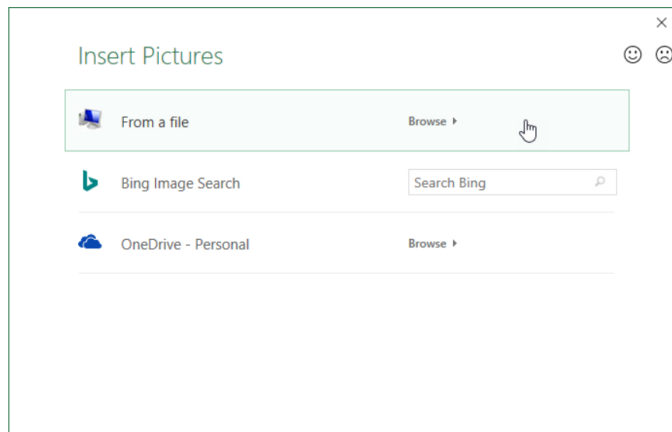 Insert Pictures
From a file Browse
Bing Image Search Search Bing
OneDrive - Personal Browse